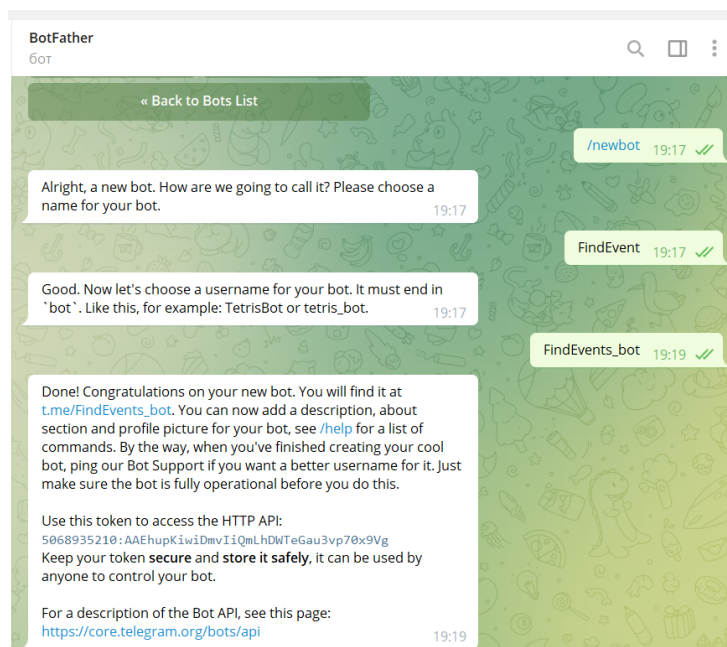 BotFather
бот
« Back to Bots List
/newbot 19:17
Alright, a new bot. How are we going to call it? Please choose a
name for your bot. 19:17
FindEvent 19:17
Good. Now let's choose a username for your bot. It must end in
`bot`. Like this, for example: TetrisBot or tetris_bot. 19:17
FindEvents_bot 19:19
Done! Congratulations on your new bot. You will find it at
t.me/FindEvents_bot. You can now add a description, about
section and profile picture for your bot, see /help for a list of
commands. By the way, when you've finished creating your cool
bot, ping our Bot Support if you want a better username for it. Just
make sure the bot is fully operational before you do this.
Use this token to access the HTTP API:
5068935210:AAEhupKiwiDmvIiQmLhDWTeGau3vp70x9Vg
Keep your token secure and store it safely, it can be used by
anyone to control your bot.
For a description of the Bot API, see this page:
https://core.telegram.org/bots/api 19:19